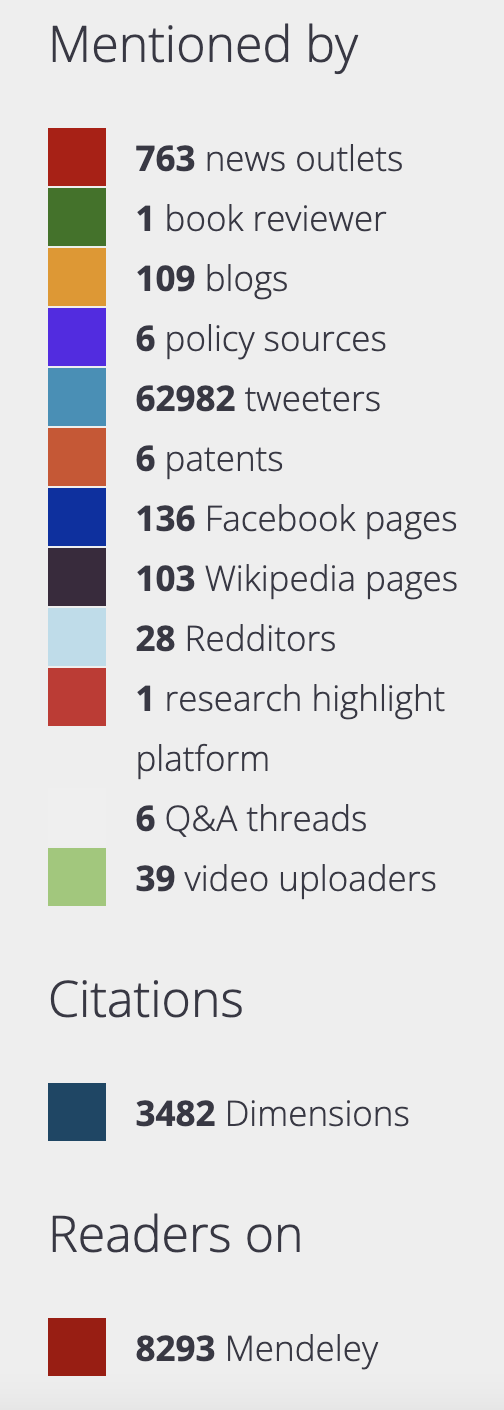 Mentioned by
763 news outlets
1 book reviewer
109 blogs
6 policy sources
62982 tweeters
6 patents
136 Facebook pages
103 Wikipedia pages
28 Redditors
1 research highlight
platform
6 Q&A threads
39 video uploaders
Citations
3482 Dimensions
Readers on
8293 Mendeley